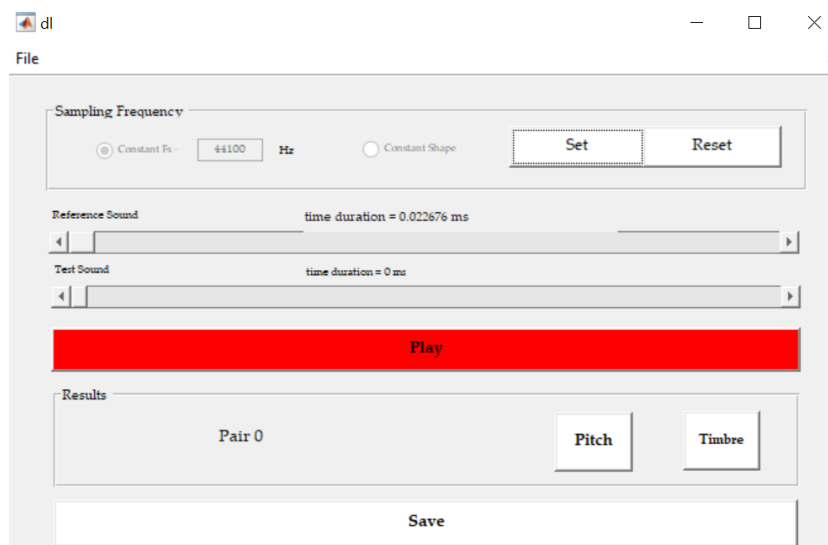 dl
File
Sampling Frequency
Constant Fs
44100
Hz
Constant Shape
Set
Reset
Reference Sound
time duration = 0.022676 ms
Test Sound
time duration = 0 ms
Play
Results
Pair 0
Pitch
Timbre
Save